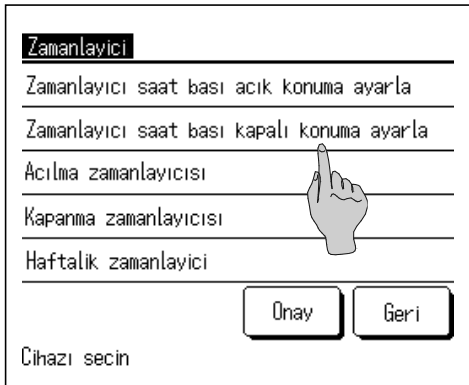 Zamanlayici
Zamanlayıcı saat bası acık konuma ayarla
Zamanlayıcı saat bası kapalı konuma ayarla
Acılma zamanlayıcısı
Kapanma zamanlayıcısı
Haftalik zamanlayici
Onay Geri
Cihazı secin